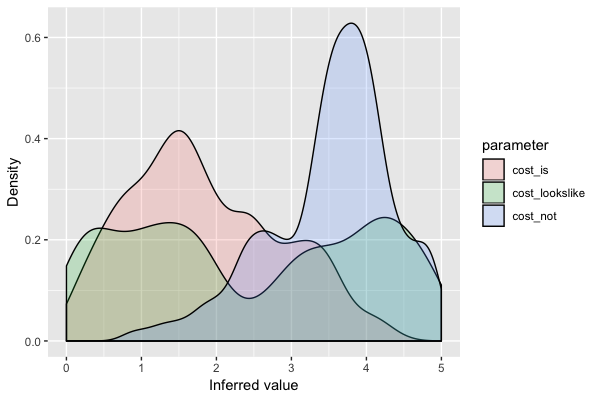 0.6
0.4
0.2
0.0
Density
0 1 2 3 4 5
Inferred value
parameter
cost_is
cost_lookslike
cost_not